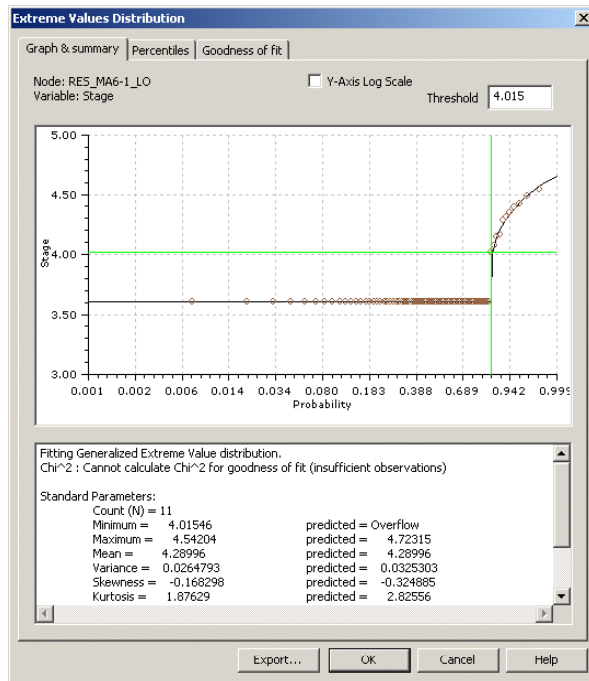 Extreme Values Distribution
Graph & summary Percentiles Goodness of fit
Node: RES_MA6-1_LO
Y-Axis Log Scale
Variable: Stage
Threshold 4.015
5.00
4.50
4.00
3.50
3.00
Stage
0.001 0.002 0.006 0.014 0.034 0.080 0.183 0.388 0.689 0.942 0.999
Probability
Fitting Generalized Extreme Value distribution.
Chi^2 : Cannot calculate Chi^2 for goodness of fit (insufficient observations)
Standard Parameters:
Count (N) = 11
Minimum = 4.01546 predicted = Overflow
Maximum = 4.54204 predicted = 4.72315
Mean = 4.28996 predicted = 4.28996
Variance = 0.0264793 predicted = 0.0325303
Skewness = -0.168298 predicted = -0.324885
Kurtosis = 1.87629 predicted = 2.82556
Export... OK Cancel Help